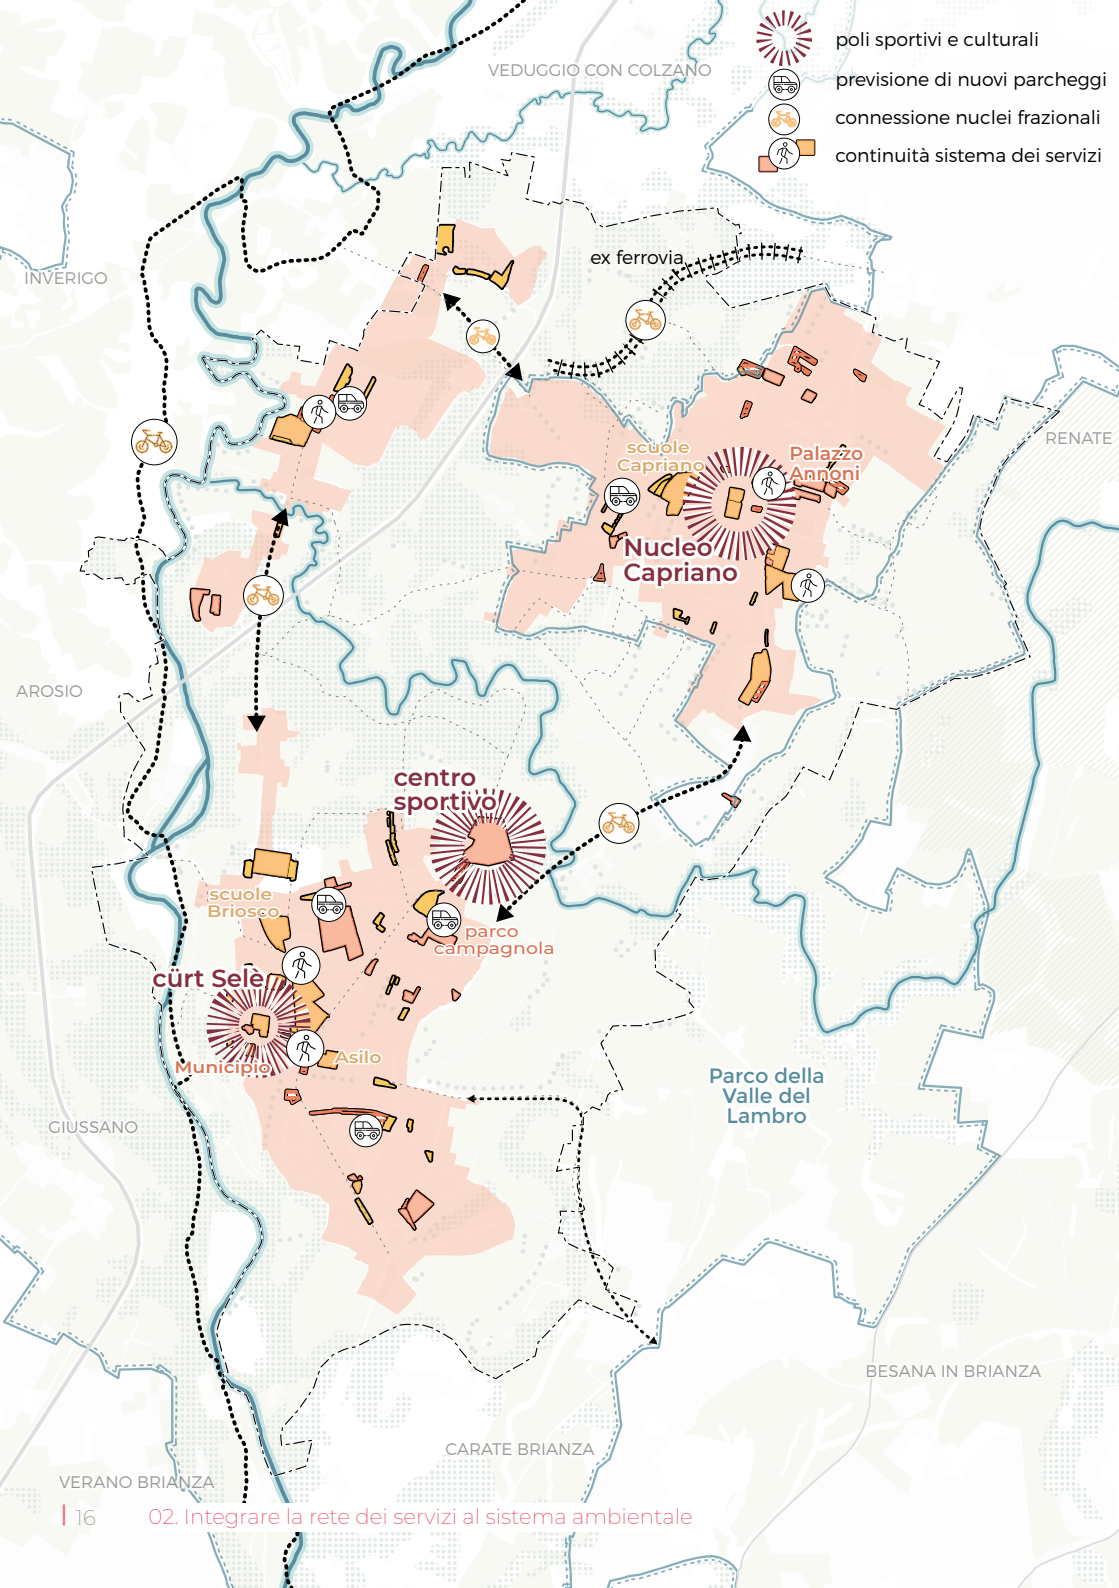 poli sportivi e culturali
VEDUGGIO CON COLZANO
previsione di nuovi parcheggi
connessione nuclei frazionali
continuità sistema dei servizi
ex ferrovia
INVERIGO
RENATE
scuole
Capriano
Palazzo
Annoni
Nucleo
Capriano
AROSIO
centro
sportivo
scuole
Briosco
parco
campagnola
cürt Selè
Asilo
Municipio
Parco della
Valle del
Lambro
GIUSSANO
BESANA IN BRIANZA
CARATE BRIANZA
VERANO BRIANZA
16
02. Integrare la rete dei servizi al sistema ambientale